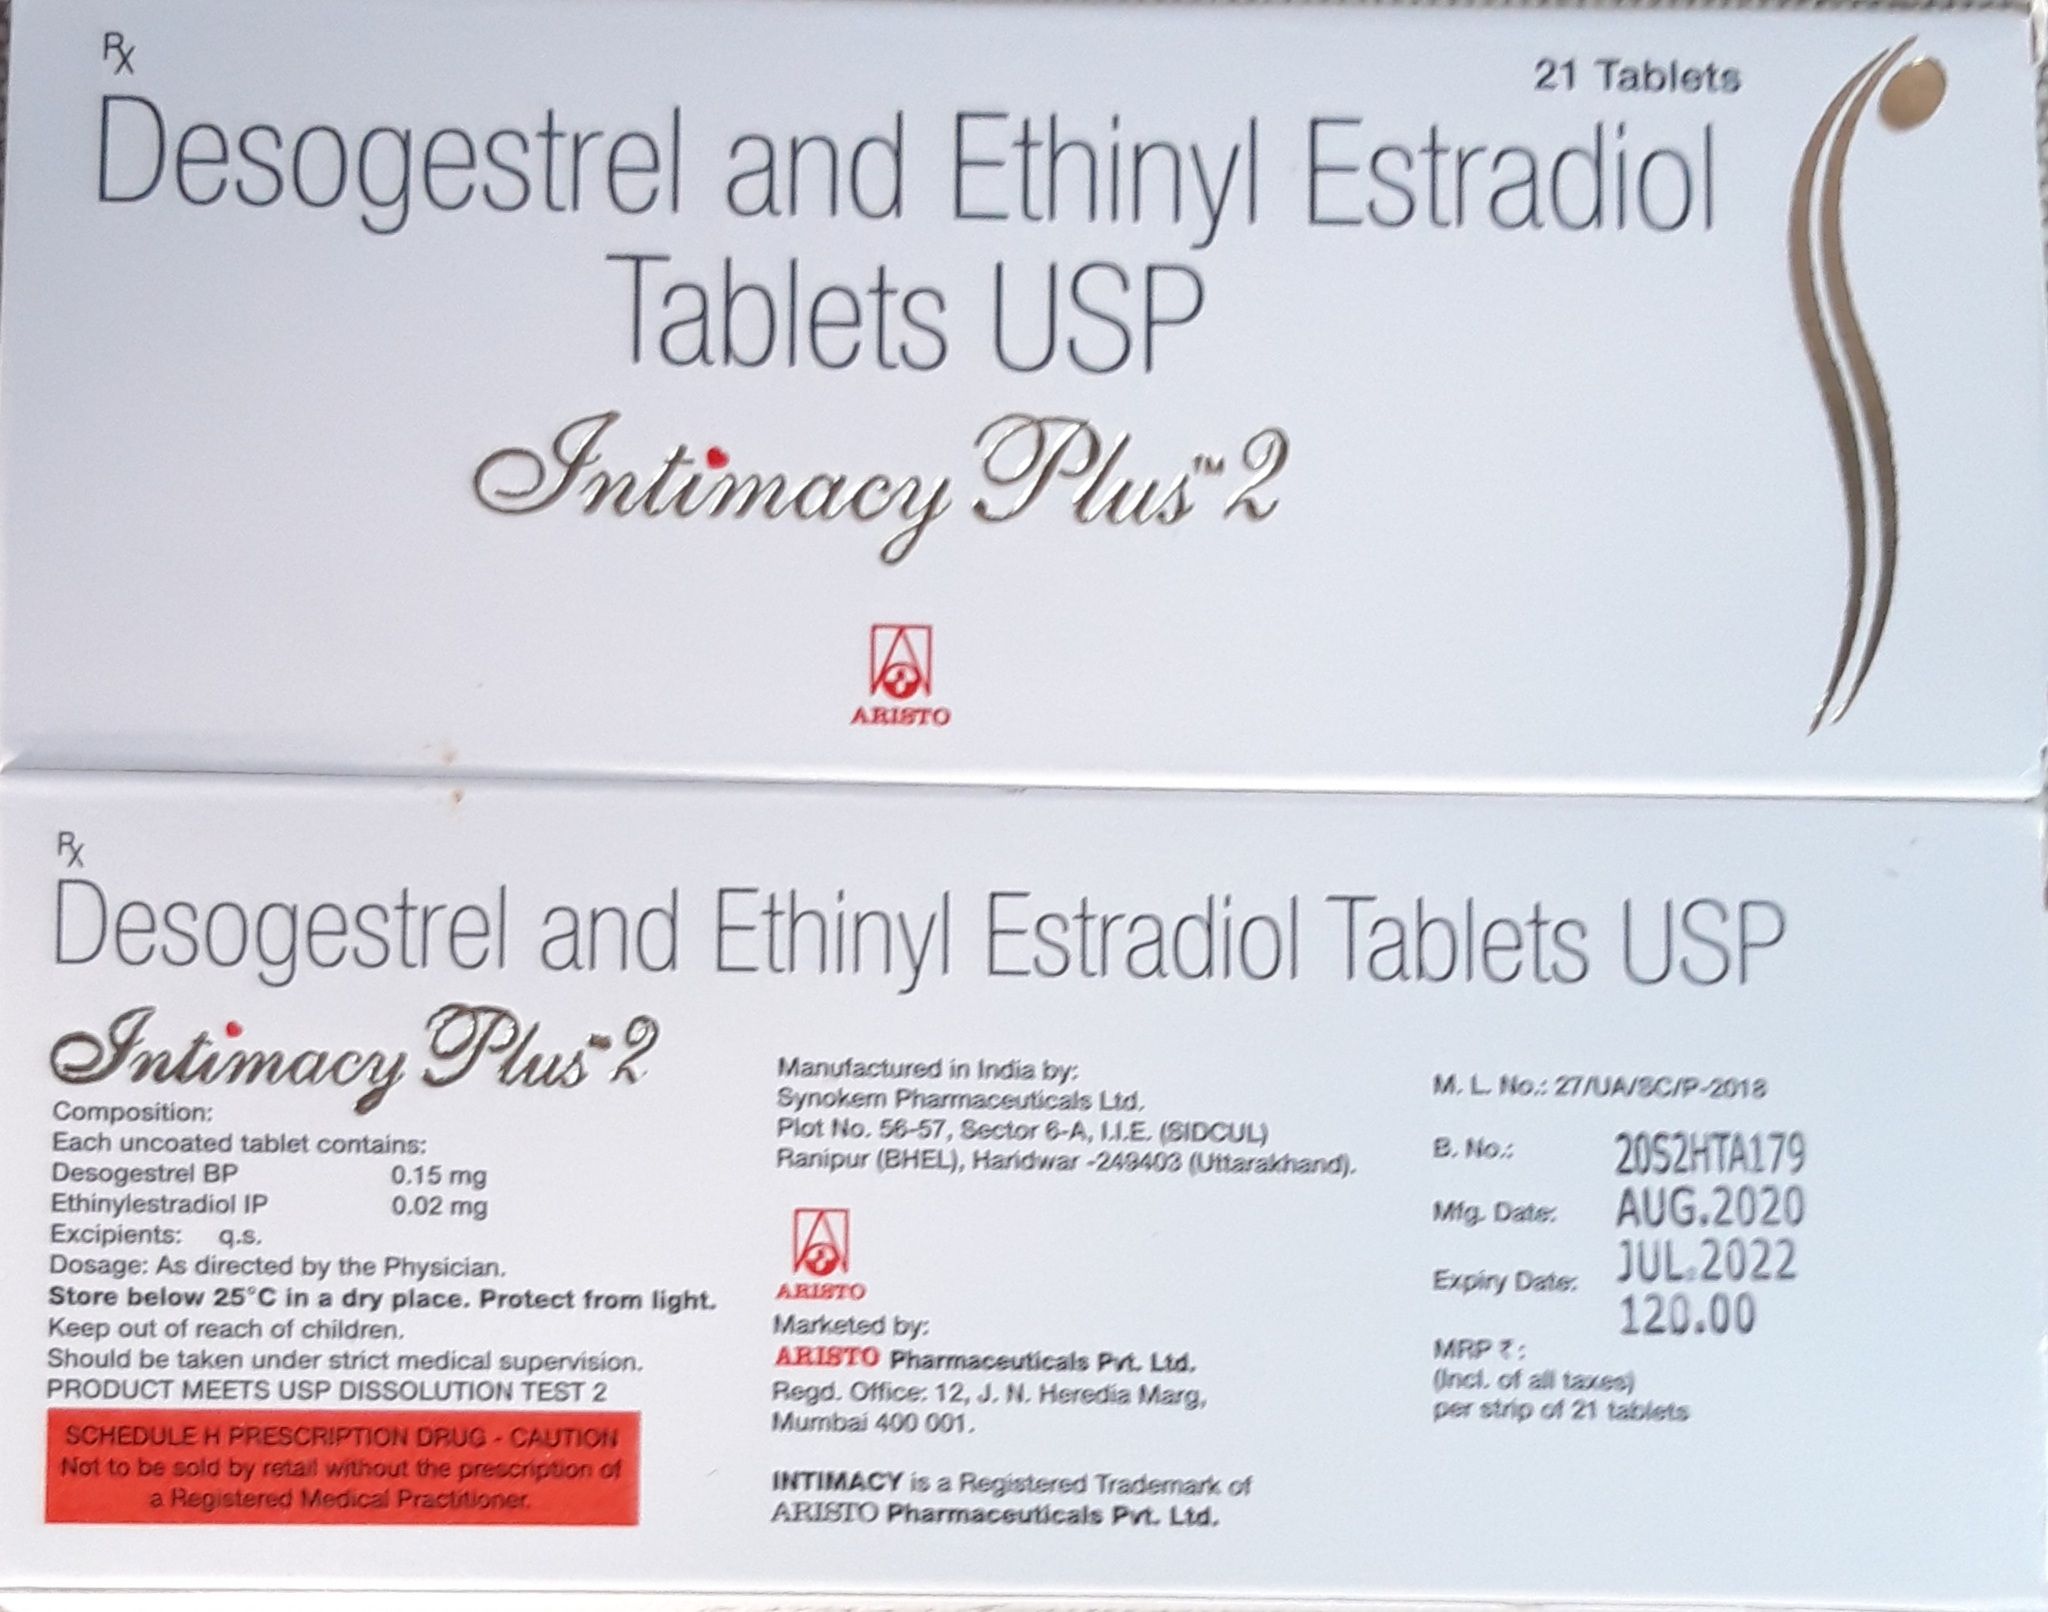 Rx
21 Tablets
Desogestrel and Ethinyl Estradiol
Tablets USP
Intimacy Plus™ 2
ARISTO
Rx
Desogestrel and Ethinyl Estradiol Tablets USP
Intimacy Plus™ 2
Composition:
Each uncoated tablet contains:
Desogestrel BP 0.15 mg
Ethinylestradiol IP 0.02 mg
Excipients: q.s.
Dosage: As directed by the Physician.
Store below 25°C in a dry place. Protect from light.
Keep out of reach of children.
Should be taken under strict medical supervision.
PRODUCT MEETS USP DISSOLUTION TEST 2
SCHEDULE H PRESCRIPTION DRUG - CAUTION
Not to be sold by retail without the prescription of
a Registered Medical Practitioner.
Manufactured in India by:
Synokem Pharmaceuticals Ltd.
Plot No. 56-57, Sector 6-A, I.I.E. (SIDCUL)
Ranipur (BHEL), Haridwar -249403 (Uttarakhand).
ARISTO
Marketed by:
ARISTO Pharmaceuticals Pvt. Ltd.
Regd. Office: 12, J. N. Heredia Marg,
Mumbai 400 001.
INTIMACY is a Registered Trademark of
ARISTO Pharmaceuticals Pvt. Ltd.
M. L. No.: 27/UA/SC/P-2018
B. No.: 20S2HTA179
Mfg. Date: AUG.2020
Expiry Date: JUL.2022
120.00
MRP ₹:
(Incl. of all taxes)
per strip of 21 tablets